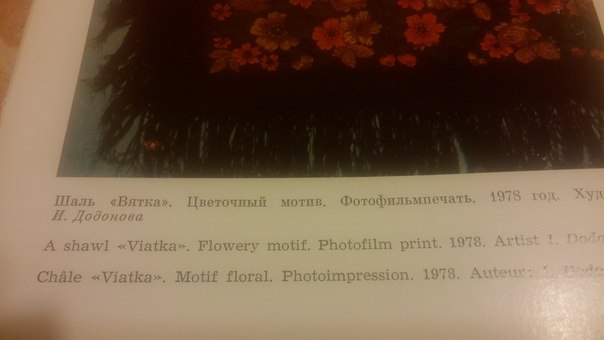 Шаль «Вятка». Цветочный мотив. Фотофильмпечать. 1978 год. Худ
И. Додонова
A shawl «Viatka». Flowery motif. Photofilm print. 1978. Artist I. Dodo
Châle «Viatka». Motif floral. Photoimpression. 1978. Auteur: